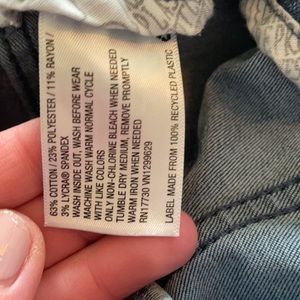 63% COTTON / 23% POLYESTER / 11% RAYON /
3% LYCRA® SPANDEX
WASH INSIDE OUT, WASH BEFORE WEAR
MACHINE WASH WARM NORMAL CYCLE
WITH LIKE COLORS
ONLY NON-CHLORINE BLEACH WHEN NEEDED
TUMBLE DRY MEDIUM, REMOVE PROMPTLY
WARM IRON WHEN NEEDED
RN17730 VN1299629
LABEL MADE FROM 100% RECYCLED PLASTIC